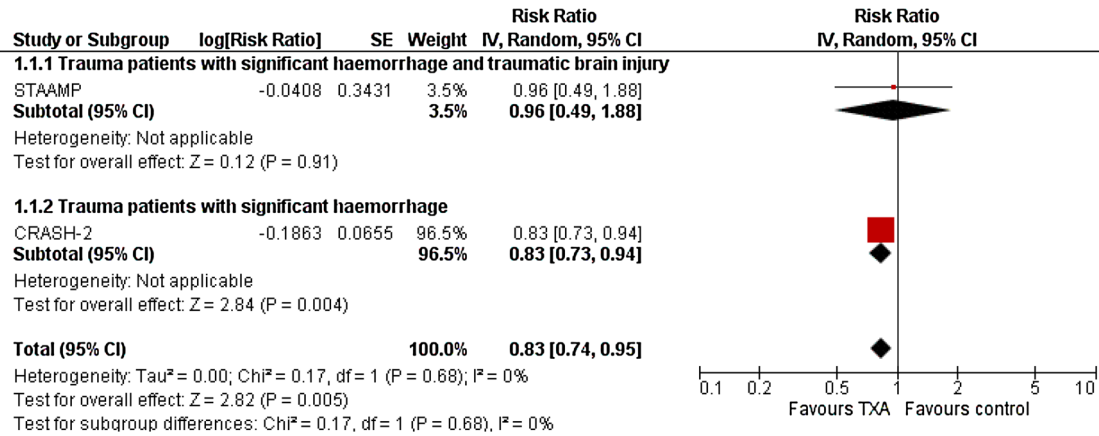 Risk Ratio Risk Ratio
Study or Subgroup log[Risk Ratio] SE Weight IV, Random, 95% CI IV, Random, 95% CI
1.1.1 Trauma patients with significant haemorrhage and traumatic brain injury
STAAMP -0.0408 0.3431 3.5% 0.96 [0.49, 1.88]
Subtotal (95% CI) 3.5% 0.96 [0.49, 1.88]
Heterogeneity: Not applicable
Test for overall effect: Z = 0.12 (P = 0.91)
1.1.2 Trauma patients with significant haemorrhage
CRASH-2 -0.1863 0.0655 96.5% 0.83 [0.73, 0.94]
Subtotal (95% CI) 96.5% 0.83 [0.73, 0.94]
Heterogeneity: Not applicable
Test for overall effect: Z = 2.84 (P = 0.004)
Total (95% CI) 100.0% 0.83 [0.74, 0.95]
Heterogeneity: Tau² = 0.00; Chi² = 0.17, df = 1 (P = 0.68); I² = 0%
Test for overall effect: Z = 2.82 (P = 0.005)
Test for subgroup differences: Chi² = 0.17, df = 1 (P = 0.68), I² = 0%
0.1 0.2 0.5 1 2 5 10
Favours TXA Favours control